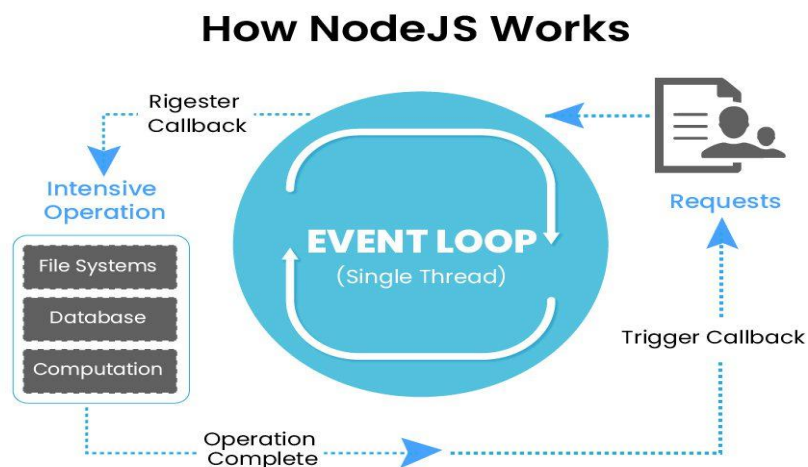 How NodeJS Works
Rigester
Callback
Intensive
Operation
File Systems
Database
Computation
EVENT LOOP
(Single Thread)
Requests
Trigger Callback
Operation
Complete